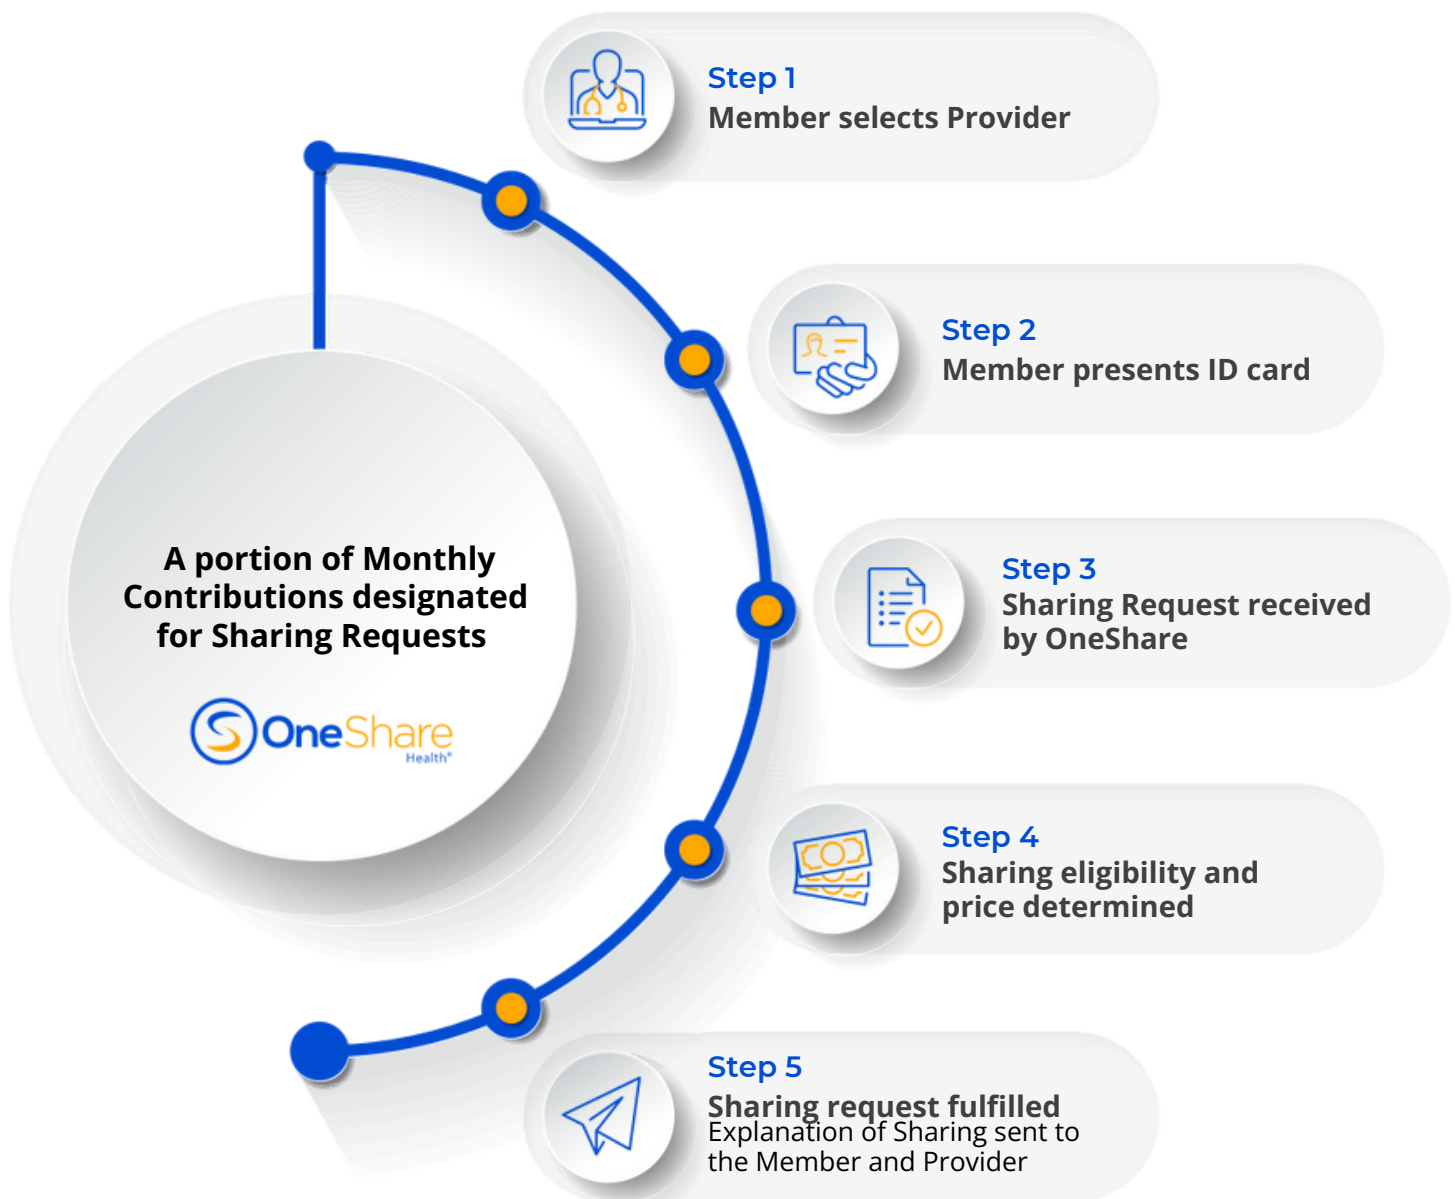 Step 1
Member selects Provider
Step 2
Member presents ID card
A portion of Monthly
Contributions designated
for Sharing Requests
OneShare
Health®
Step 3
Sharing Request received
by OneShare
Step 4
Sharing eligibility and
price determined
Step 5
Sharing request fulfilled
Explanation of Sharing sent to
the Member and Provider